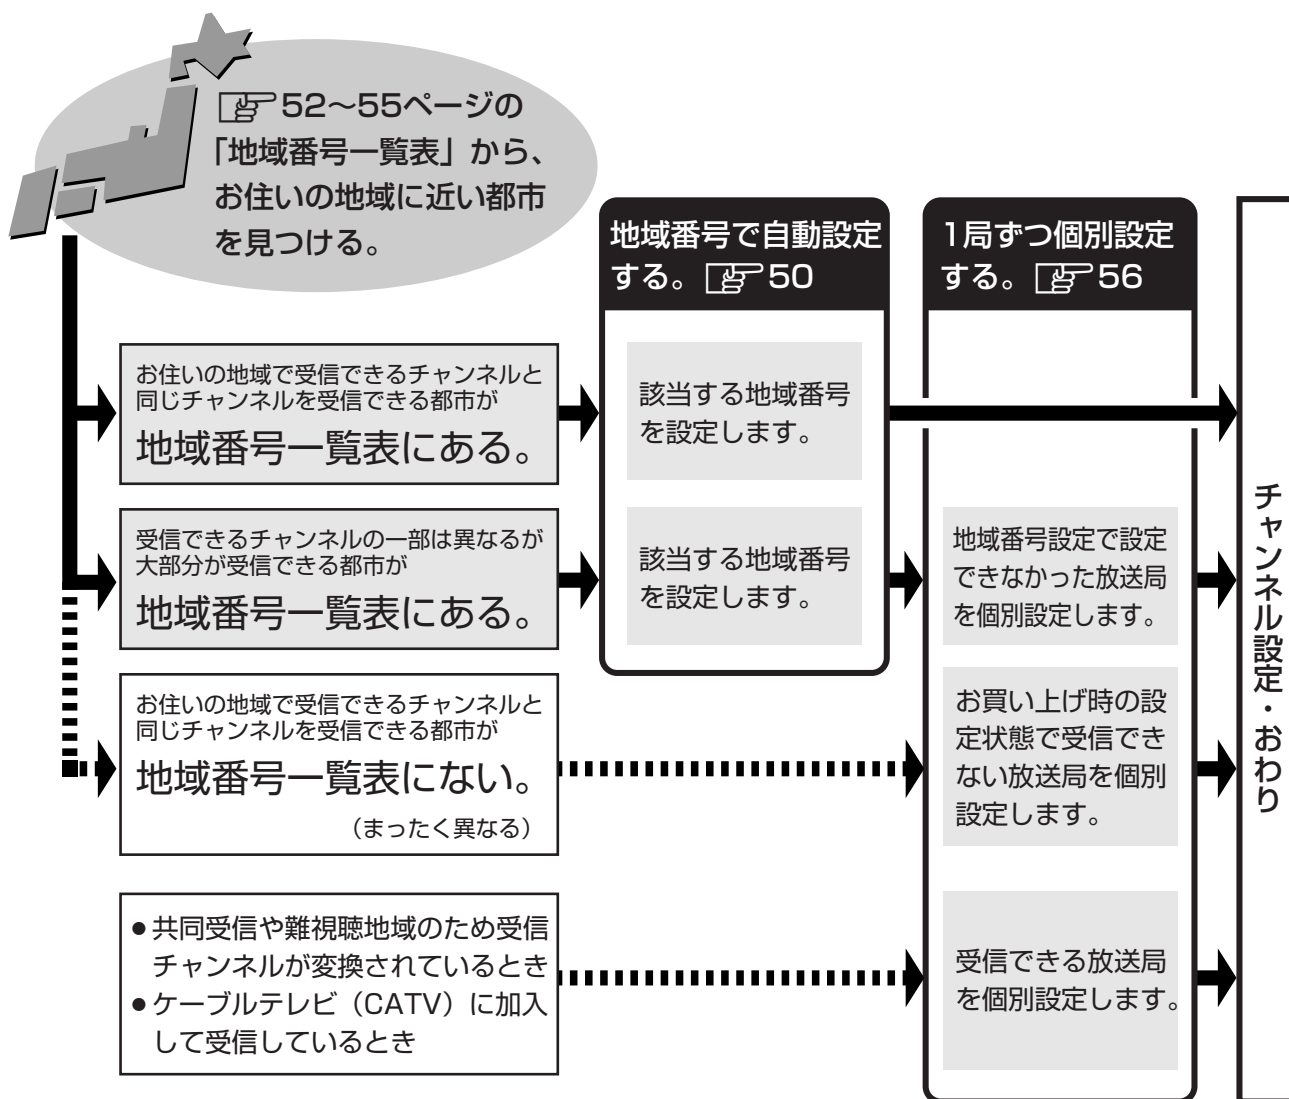 52～55ページの
「地域番号一覧表」から、
お住いの地域に近い都市
を見つける。
地域番号で自動設定
する。 50
1局ずつ個別設定
する。 56
お住いの地域で受信できるチャンネルと
同じチャンネルを受信できる都市が
地域番号一覧表にある。
該当する地域番号
を設定します。
受信できるチャンネルの一部は異なるが
大部分が受信できる都市が
地域番号一覧表にある。
該当する地域番号
を設定します。
地域番号設定で設定
できなかった放送局
を個別設定します。
お住いの地域で受信できるチャンネルと
同じチャンネルを受信できる都市が
地域番号一覧表にない。
（まったく異なる）
お買い上げ時の設
定状態で受信でき
ない放送局を個別
設定します。
●共同受信や難視聴地域のため受信
チャンネルが変換されているとき
●ケーブルテレビ（CATV）に加入
して受信しているとき
受信できる放送局
を個別設定します。
チャンネル設定・おわり